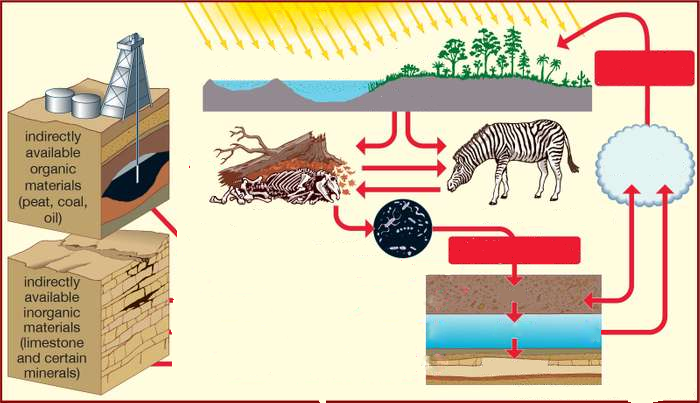 indirectly
available
organic
materials
(peat, coal,
oil)
indirectly
available
inorganic
materials
(limestone
and certain
minerals)